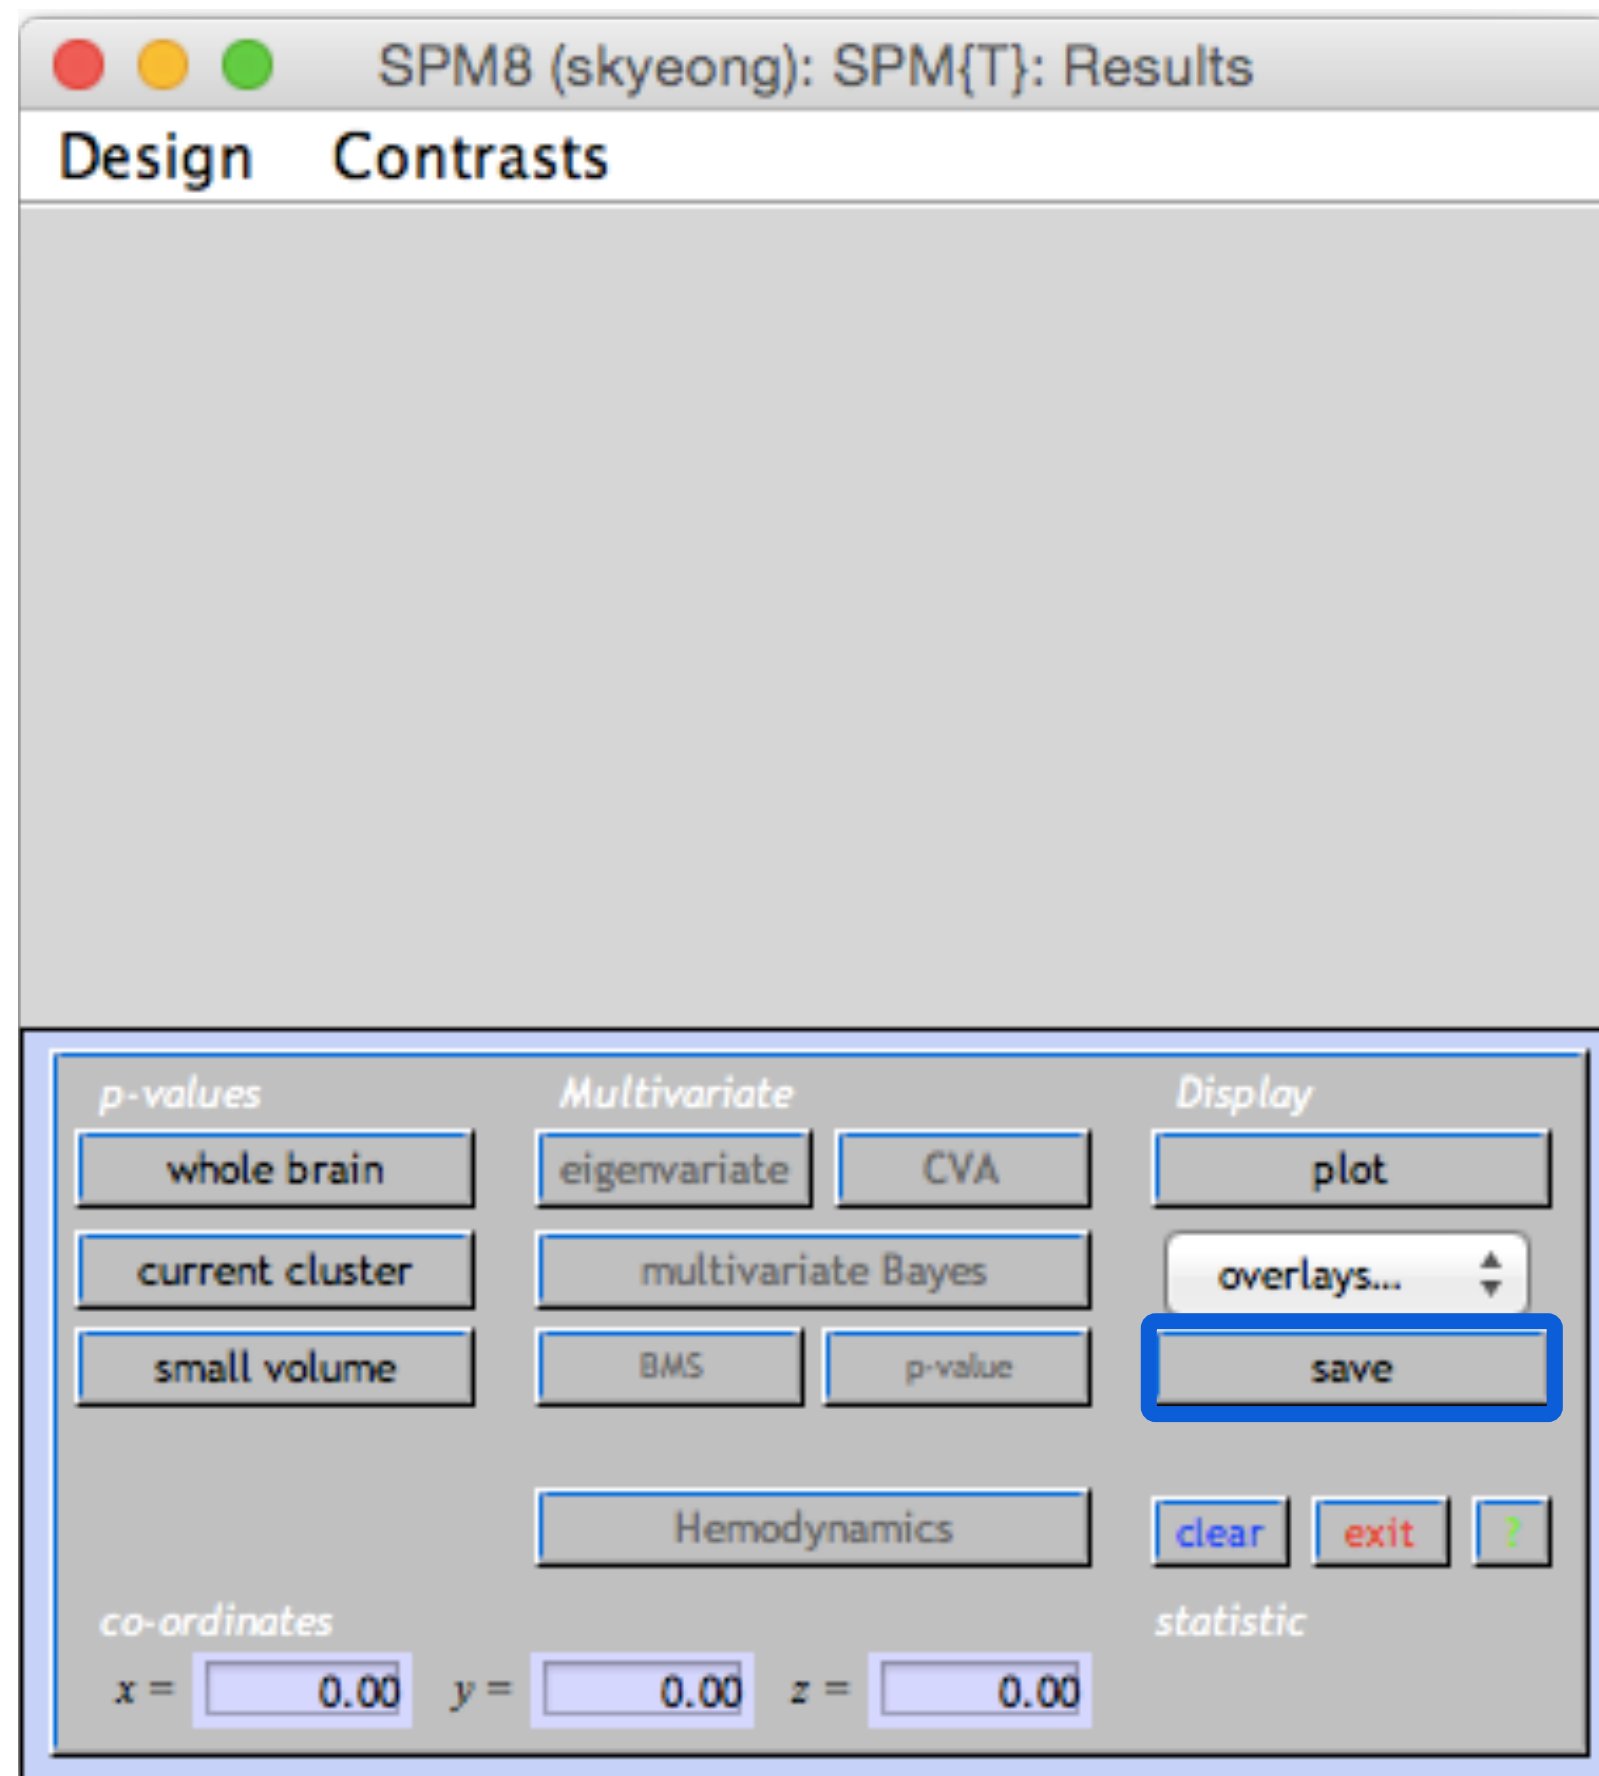 SPM8 (skyeong): SPM{T}: Results
Design Contrasts
p-values Multivariate Display
whole brain eigenvariate CVA plot
current cluster multivariate Bayes overlays...
small volume BMS p-value save
Hemodynamics clear exit ?
co-ordinates statistic
x = 0.00 y = 0.00 z = 0.00